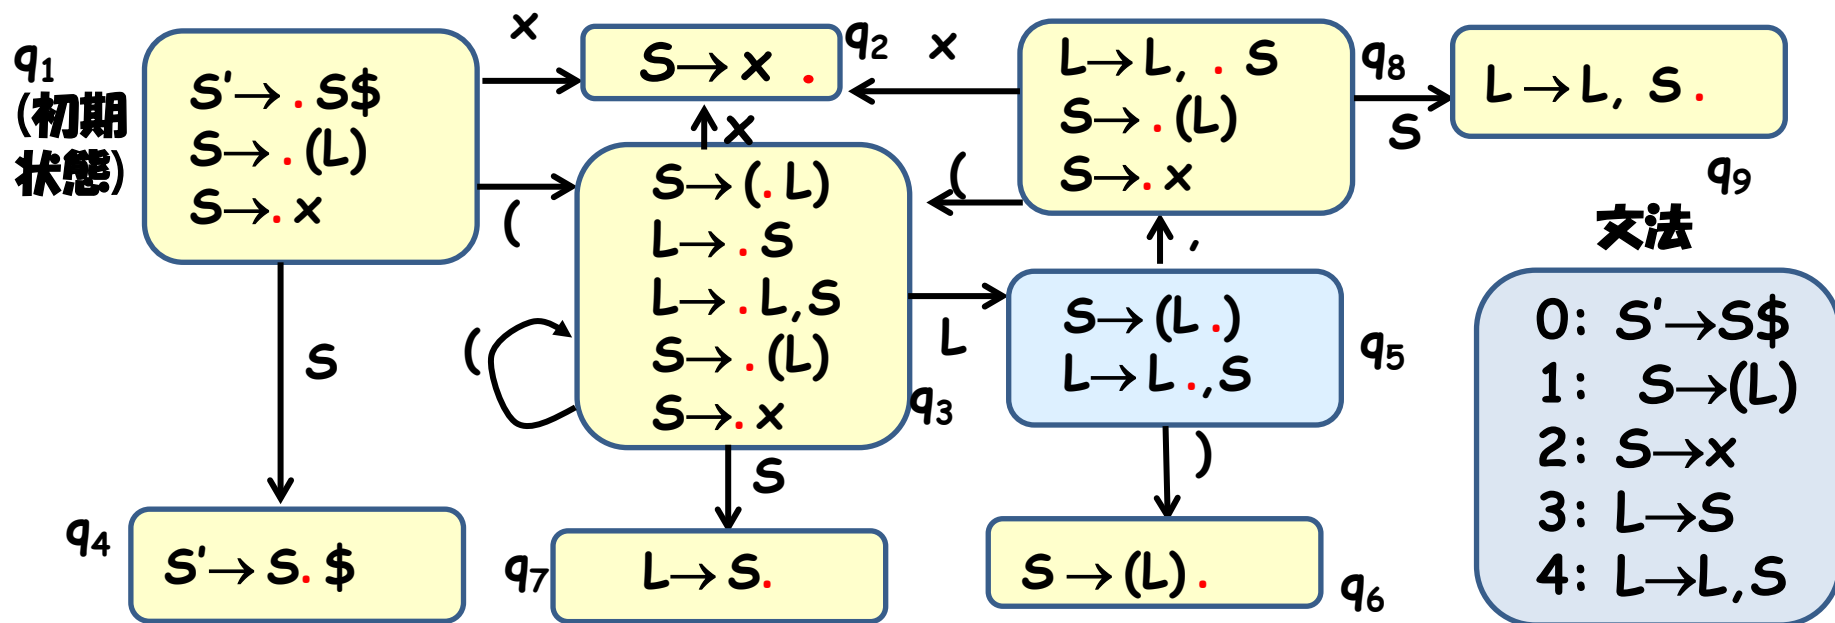 q1
(初期
状態)
S'→ . S$
S→ . (L)
S→. x
x
(
S
S→ x .
q2
x
x
S→(. L)
L→ . S
L→ . L,S
S→ . (L)
S→. x
q3
(
(
L
S
L→L, . S
S→ . (L)
S→. x
q8
S
L→L, S .
q9
,
S→(L .)
L→L .,S
q5
)
q4
S'→ S. $
q7
L→ S.
S→(L) .
q6
文法
0: S'→S$
1: S→(L)
2: S→x
3: L→S
4: L→L,S